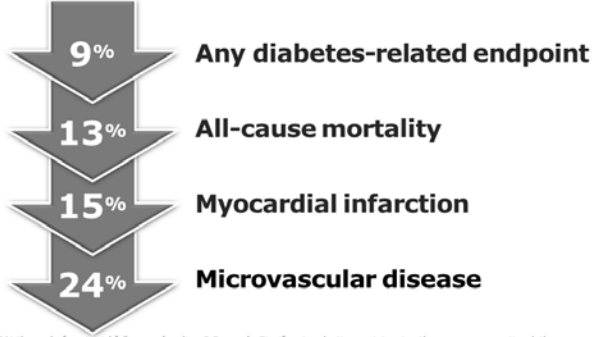 9% Any diabetes-related endpoint
13% All-cause mortality
15% Myocardial infarction
24% Microvascular disease